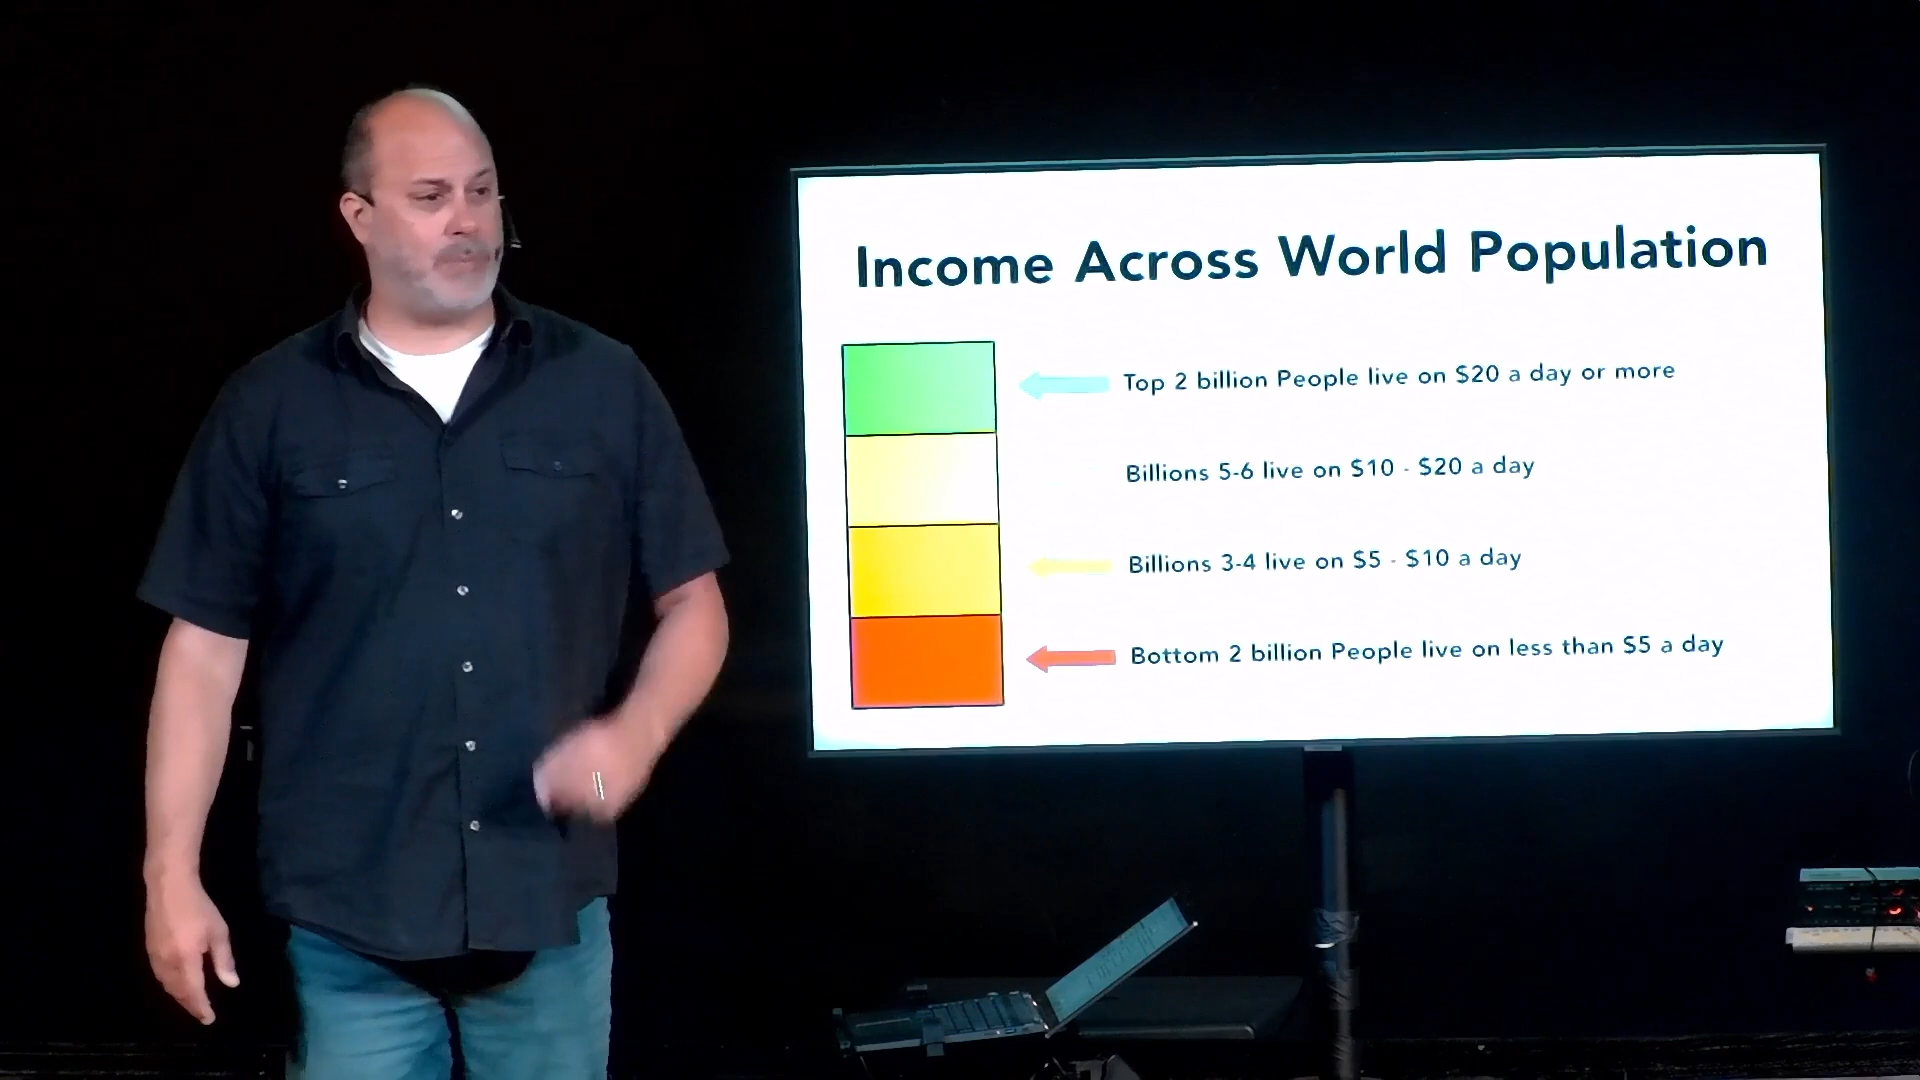 Income Across World Population
Top 2 billion People live on $20 a day or more
Billions 5-6 live on $10 - $20 a day
Billions 3-4 live on $5 - $10 a day
Bottom 2 billion People live on less than $5 a day